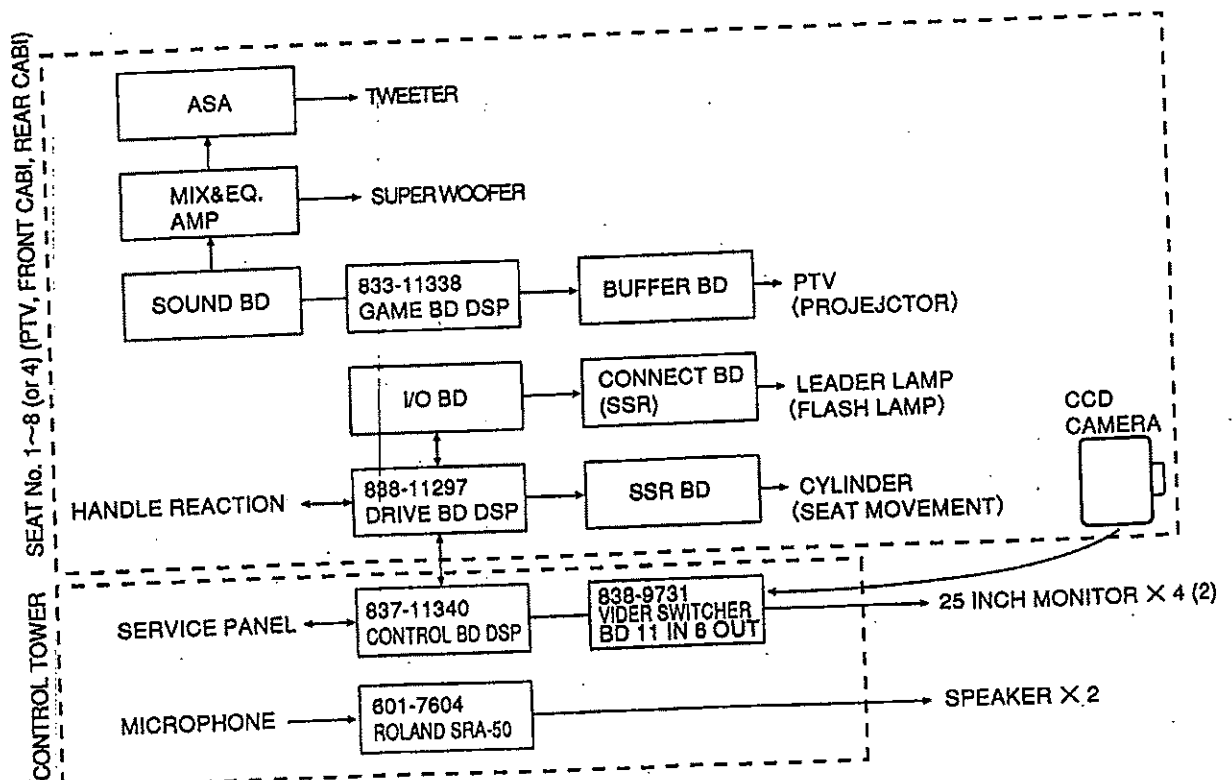 SEAT No. 1~8 (or 4) (PTV, FRONT CABI, REAR CABI)
ASA
TWEETER
MIX&EQ.
AMP
SUPER WOOFER
SOUND BD
833-11338
GAME BD DSP
BUFFER BD
PTV
(PROJEJCTOR)
I/O BD
CONNECT BD
(SSR)
LEADER LAMP
(FLASH LAMP)
CCD
CAMERA
HANDLE REACTION
838-11297
DRIVE BD DSP
SSR BD
CYLINDER
(SEAT MOVEMENT)
CONTROL TOWER
SERVICE PANEL
837-11340
CONTROL BD DSP
838-9731
VIDER SWITCHER
BD 11 IN 6 OUT
25 INCH MONITOR × 4 (2)
MICROPHONE
601-7604
ROLAND SRA-50
SPEAKER × 2